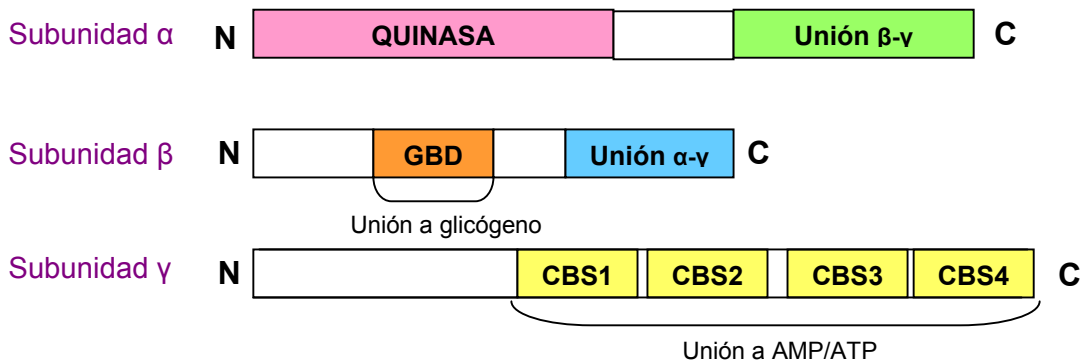 Subunidad α N QUINASA Unión β-γ C
Subunidad β N GBD Unión α-γ C
Unión a glicógeno
Subunidad γ N CBS1 CBS2 CBS3 CBS4 C
Unión a AMP/ATP